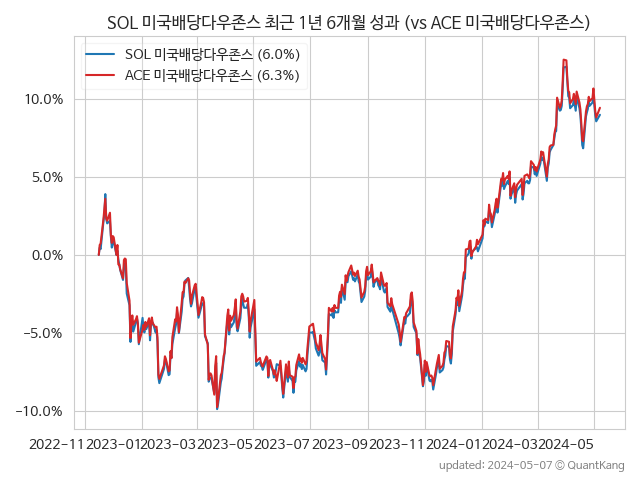 SOL 미국배당다우존스 최근 1년 6개월 성과 (vs ACE 미국배당다우존스)
SOL 미국배당다우존스 (6.0%)
ACE 미국배당다우존스 (6.3%)
10.0%
5.0%
0.0%
−5.0%
−10.0%
2022-11 2023-01 2023-03 2023-05 2023-07 2023-09 2023-11 2024-01 2024-03 2024-05
updated: 2024-05-07 © QuantKang